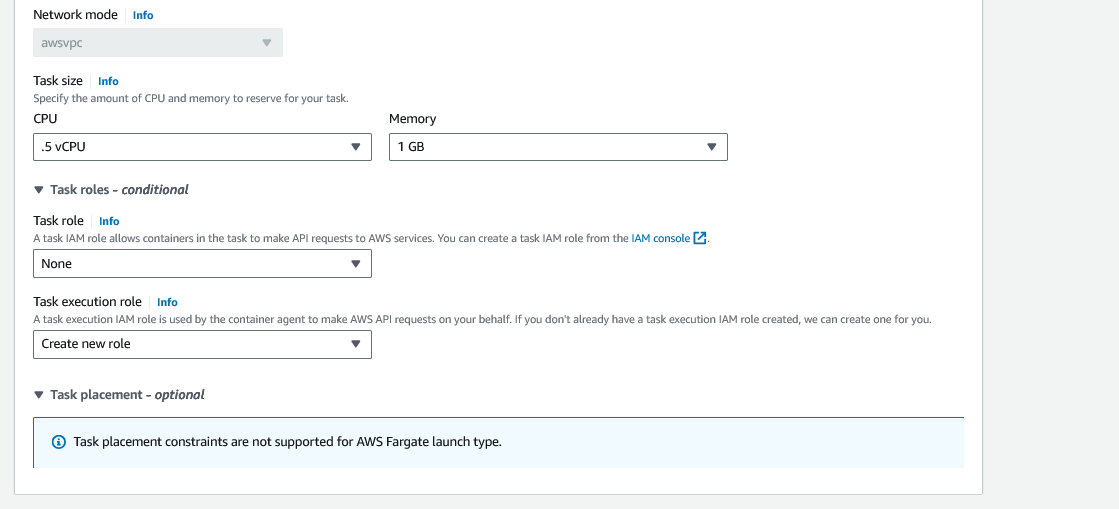 Network mode Info
awsvpc
Task size Info
Specify the amount of CPU and memory to reserve for your task.
CPU Memory
.5 vCPU 1 GB
Task roles - conditional
Task role Info
A task IAM role allows containers in the task to make API requests to AWS services. You can create a task IAM role from the IAM console.
None
Task execution role Info
A task execution IAM role is used by the container agent to make AWS API requests on your behalf. If you don't already have a task execution IAM role created, we can create one for you.
Create new role
Task placement - optional
Task placement constraints are not supported for AWS Fargate launch type.